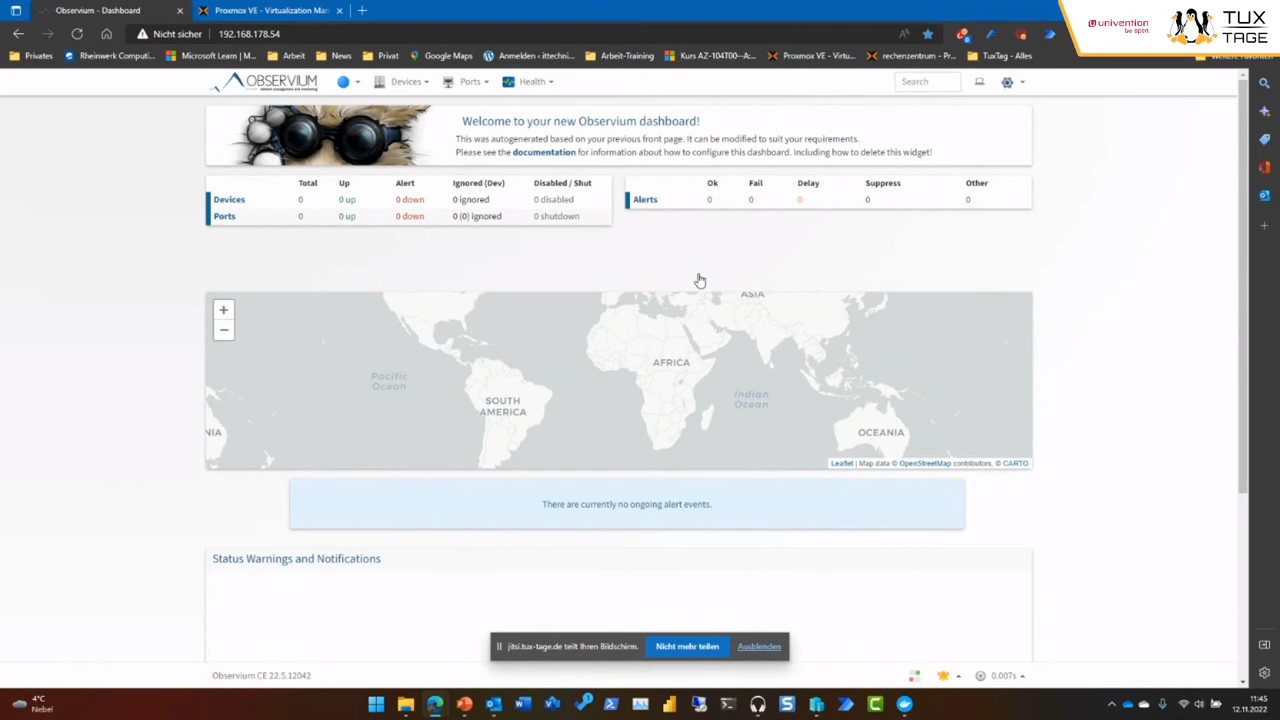 Observium - Dashboard
Proxmox VE - Virtualization Man
univention
be open.
TUX
TAGE
Nicht sicher
192.168.178.54
Privates
Rheinwerk Computi...
Microsoft Learn | M...
Arbeit
News
Privat
Google Maps
Anmelden ‹ ittechnic...
Arbeit-Training
Kurs AZ-104T00--A...
Proxmox VE - Virtu...
rechenzentrum - Pr...
TuxTag - Alles
OBSERVIUM
Devices
Ports
Health
Search
Welcome to your new Observium dashboard!
This was autogenerated based on your previous front page. It can be modified to suit your requirements.
Please see the documentation for information about how to configure this dashboard. Including how to delete this widget!
Total Up Alert Ignored (Dev) Disabled / Shut
Devices 0 0 up 0 down 0 ignored 0 disabled
Ports 0 0 up 0 down 0 (0) ignored 0 shutdown
Ok Fail Delay Suppress Other
Alerts 0 0 0 0 0
+
−
ASIA
AFRICA
Pacific
Ocean
Indian
Ocean
SOUTH
AMERICA
NIA
OCEANIA
Leaflet | Map data © OpenStreetMap contributors, © CARTO
There are currently no ongoing alert events.
Status Warnings and Notifications
jitsi.tux-tage.de teilt Ihren Bildschirm.
Nicht mehr teilen
Ausblenden
Observium CE 22.5.12042
0.007s
4°C
Nebel
11:45
12.11.2022